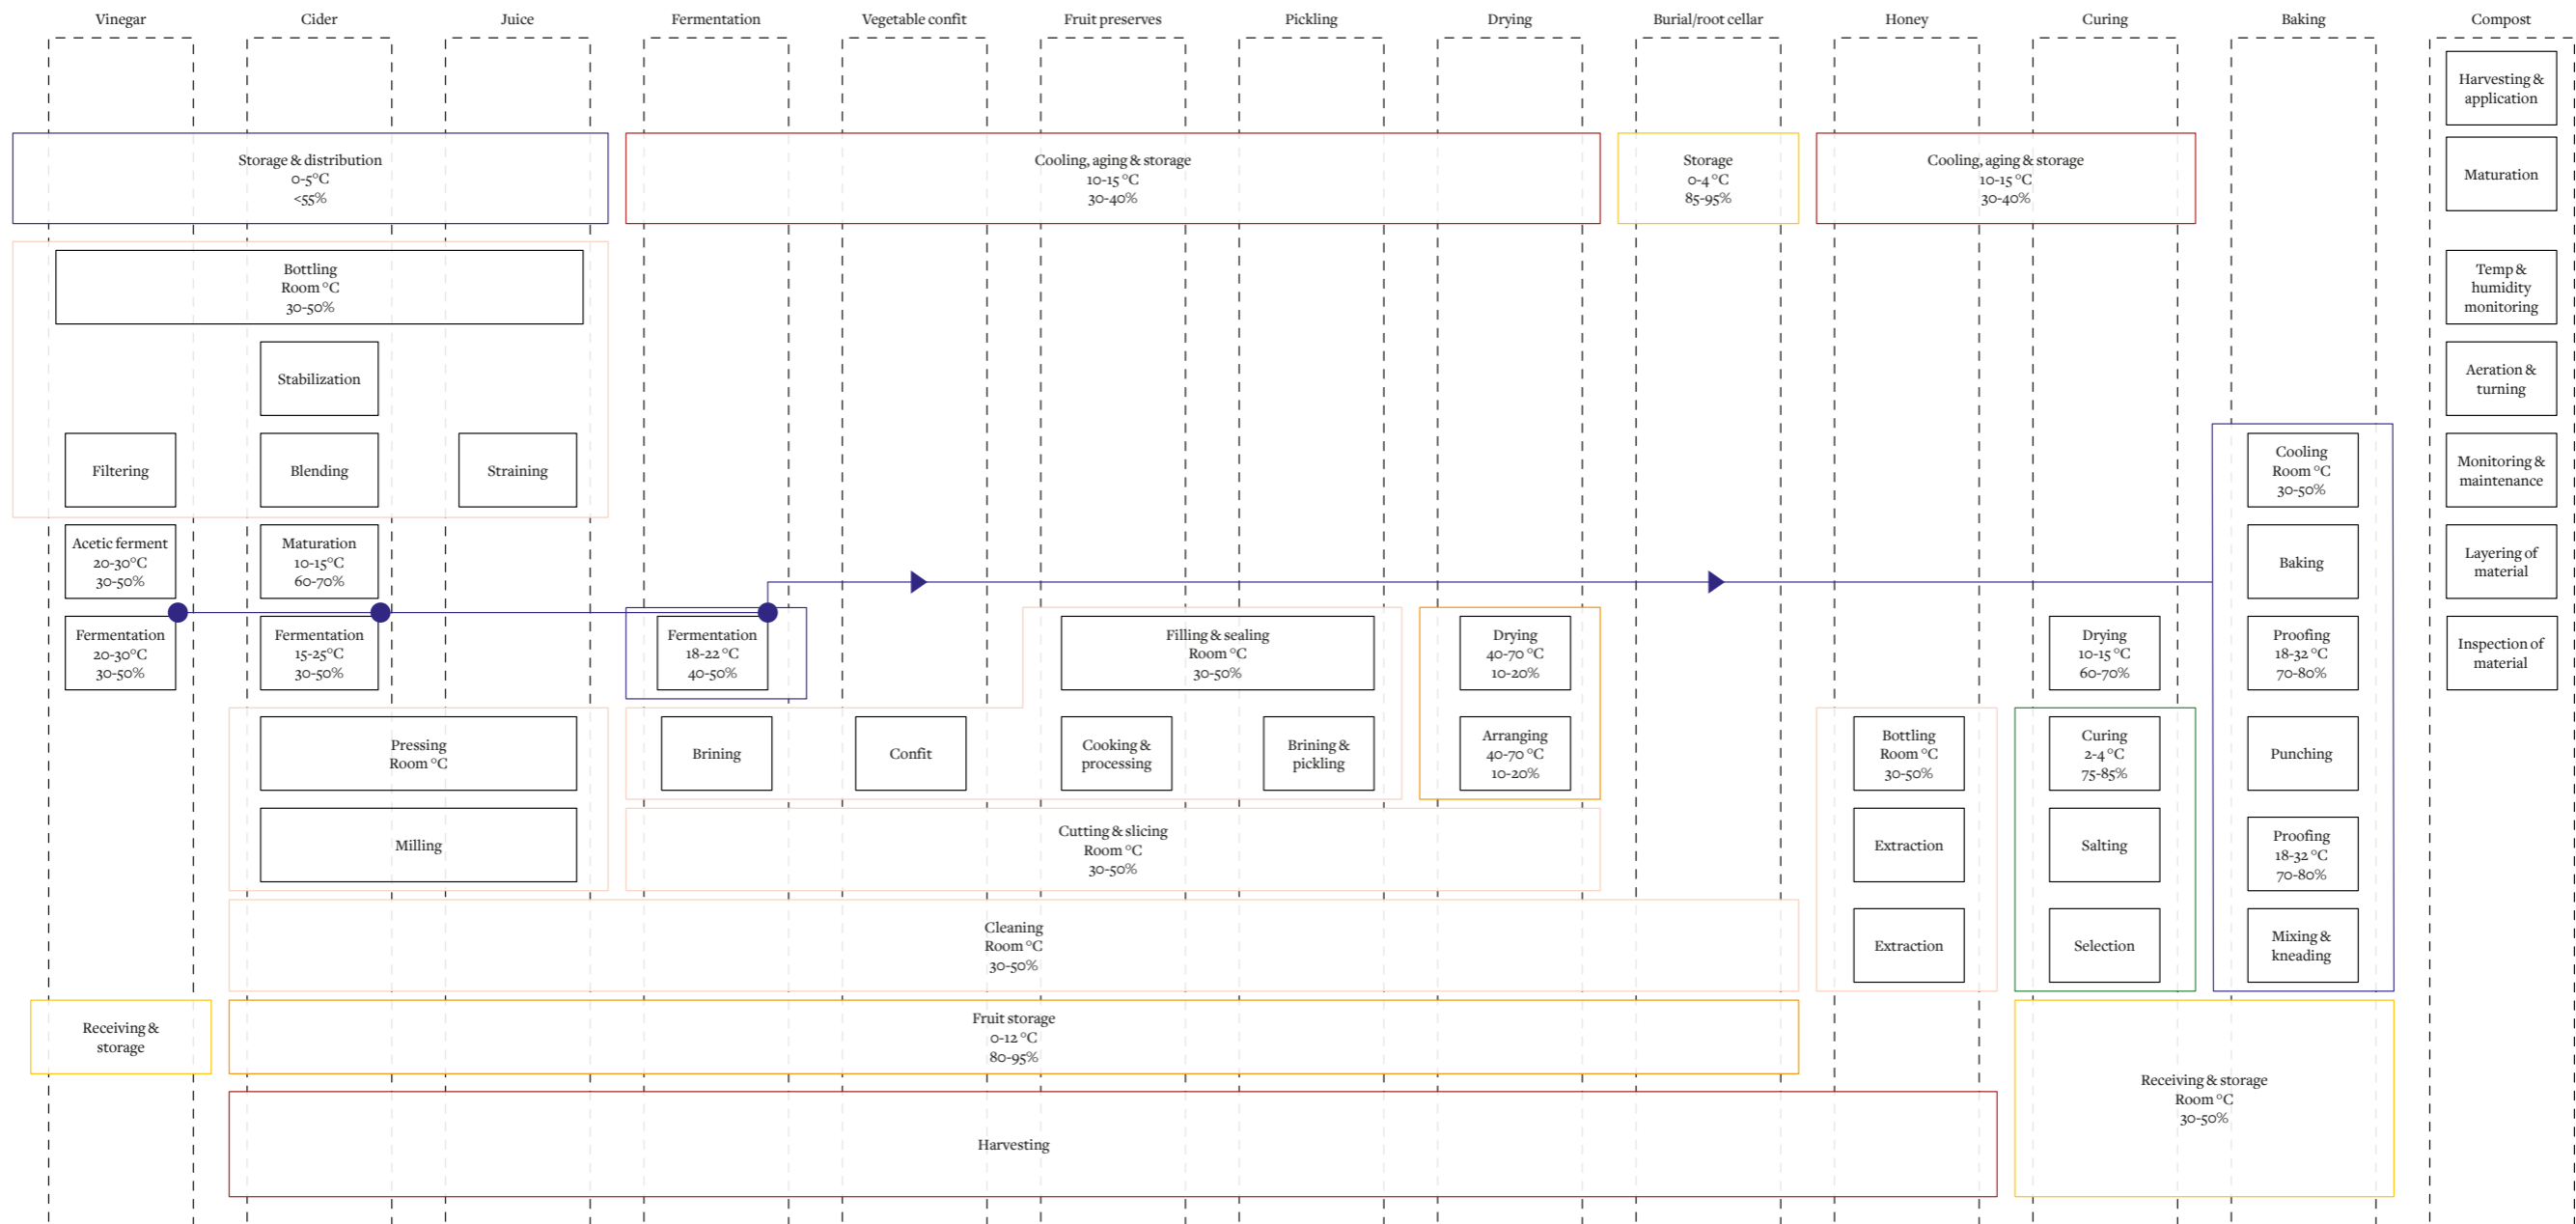 Vinegar
Cider
Juice
Fermentation
Vegetable confit
Fruit preserves
Pickling
Drying
Burial/root cellar
Honey
Curing
Baking
Compost
Harvesting &
application
Storage & distribution
0-5°C
<55%
Cooling, aging & storage
10-15 °C
30-40%
Storage
0-4 °C
85-95%
Cooling, aging & storage
10-15 °C
30-40%
Maturation
Bottling
Room °C
30-50%
Temp &
humidity
monitoring
Stabilization
Aeration &
turning
Filtering
Blending
Straining
Cooling
Room °C
30-50%
Monitoring &
maintenance
Acetic ferment
20-30°C
30-50%
Maturation
10-15°C
60-70%
Baking
Layering of
material
Fermentation
20-30°C
30-50%
Fermentation
15-25°C
30-50%
Fermentation
18-22 °C
40-50%
Filling & sealing
Room °C
30-50%
Drying
40-70 °C
10-20%
Drying
10-15 °C
60-70%
Proofing
18-32 °C
70-80%
Inspection of
material
Pressing
Room °C
Brining
Confit
Cooking &
processing
Brining &
pickling
Arranging
40-70 °C
10-20%
Bottling
Room °C
30-50%
Curing
2-4 °C
75-85%
Punching
Milling
Cutting & slicing
Room °C
30-50%
Extraction
Salting
Proofing
18-32 °C
70-80%
Cleaning
Room °C
30-50%
Extraction
Selection
Mixing &
kneading
Receiving &
storage
Fruit storage
0-12 °C
80-95%
Receiving & storage
Room °C
30-50%
Harvesting